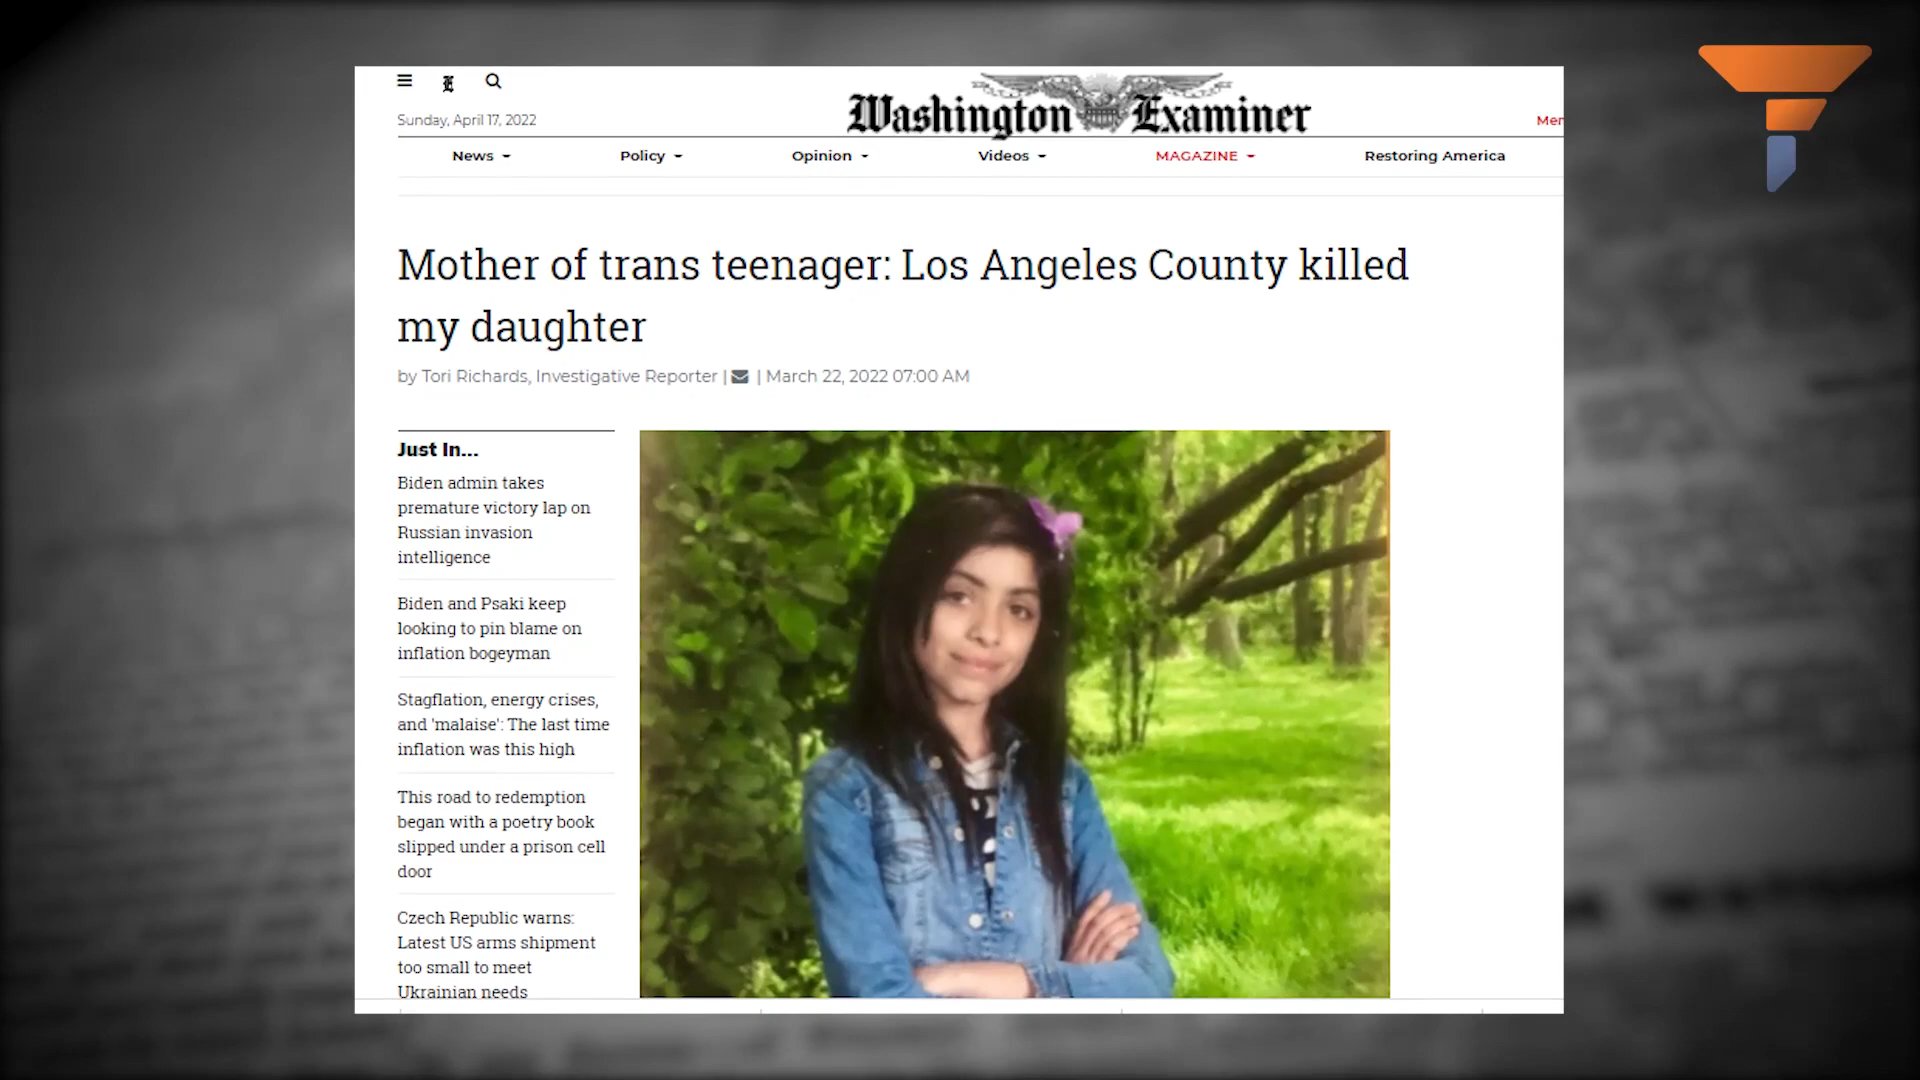 Sunday, April 17, 2022
Washington Examiner
Mem
News
Policy
Opinion
Videos
MAGAZINE
Restoring America
Mother of trans teenager: Los Angeles County killed
my daughter
by Tori Richards, Investigative Reporter | | March 22, 2022 07:00 AM
Just In...
Biden admin takes
premature victory lap on
Russian invasion
intelligence
Biden and Psaki keep
looking to pin blame on
inflation bogeyman
Stagflation, energy crises,
and 'malaise': The last time
inflation was this high
This road to redemption
began with a poetry book
slipped under a prison cell
door
Czech Republic warns:
Latest US arms shipment
too small to meet
Ukrainian needs